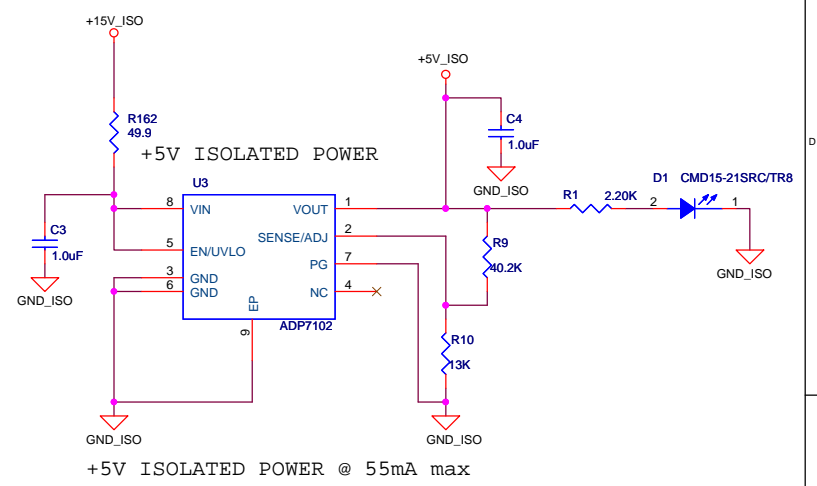 +15V_ISO
+5V_ISO
R162
49.9
C4
1.0uF
D
+5V ISOLATED POWER
GND_ISO
U3
R1 2.20K
D1 CMD15-21SRC/TR8
8 VIN
VOUT 1
2 1
C3
1.0uF
5 EN/UVLO
SENSE/ADJ 2
R9
40.2K
PG 7
3 GND
6 GND
NC 4
GND_ISO
GND_ISO
EP
9
ADP7102
R10
13K
GND_ISO
GND_ISO
+5V ISOLATED POWER @ 55mA max